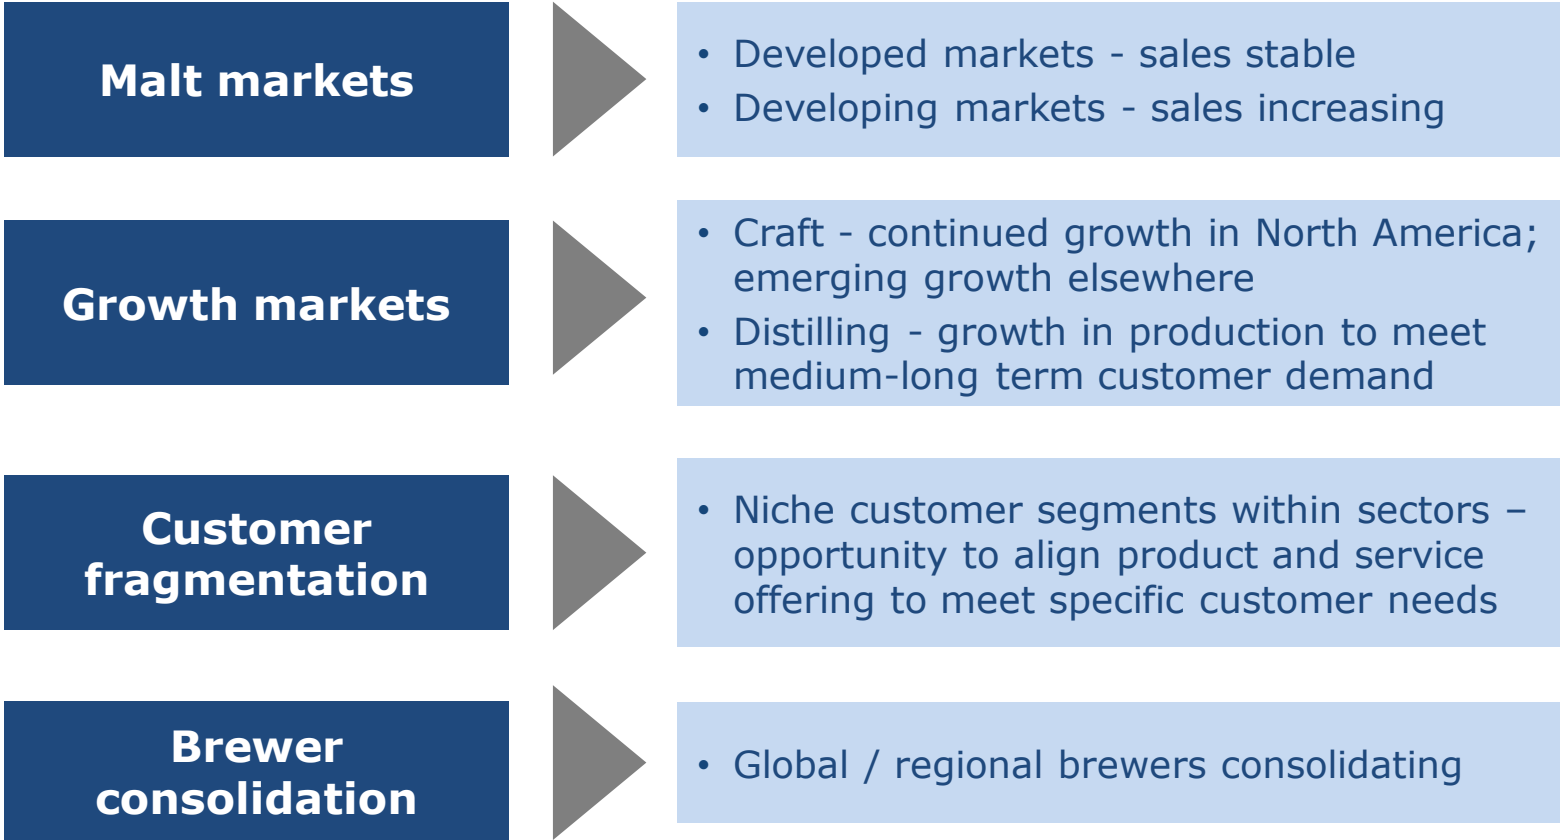 Malt markets
• Developed markets - sales stable
• Developing markets - sales increasing
Growth markets
• Craft - continued growth in North America;
emerging growth elsewhere
• Distilling - growth in production to meet
medium-long term customer demand
Customer
fragmentation
• Niche customer segments within sectors –
opportunity to align product and service
offering to meet specific customer needs
Brewer
consolidation
• Global / regional brewers consolidating